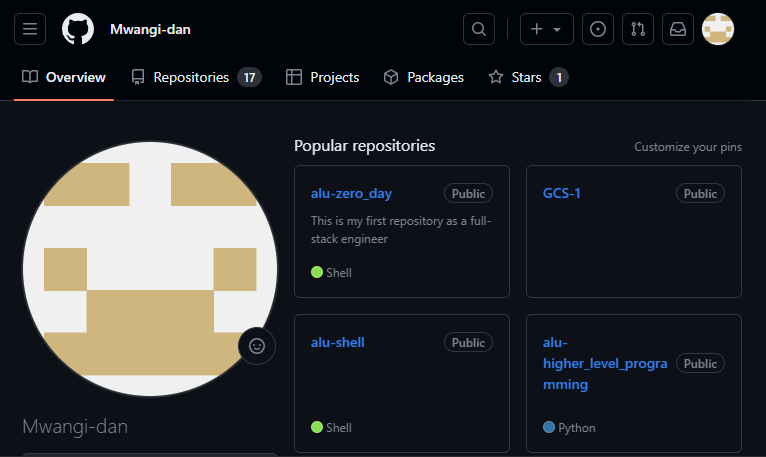 Mwangi-dan
Overview
Repositories 17
Projects
Packages
Stars 1
Popular repositories
Customize your pins
alu-zero_day
Public
This is my first repository as a full-
stack engineer
Shell
GCS-1
Public
alu-shell
Public
Shell
alu-
higher_level_progra
mming
Public
Python
Mwangi-dan